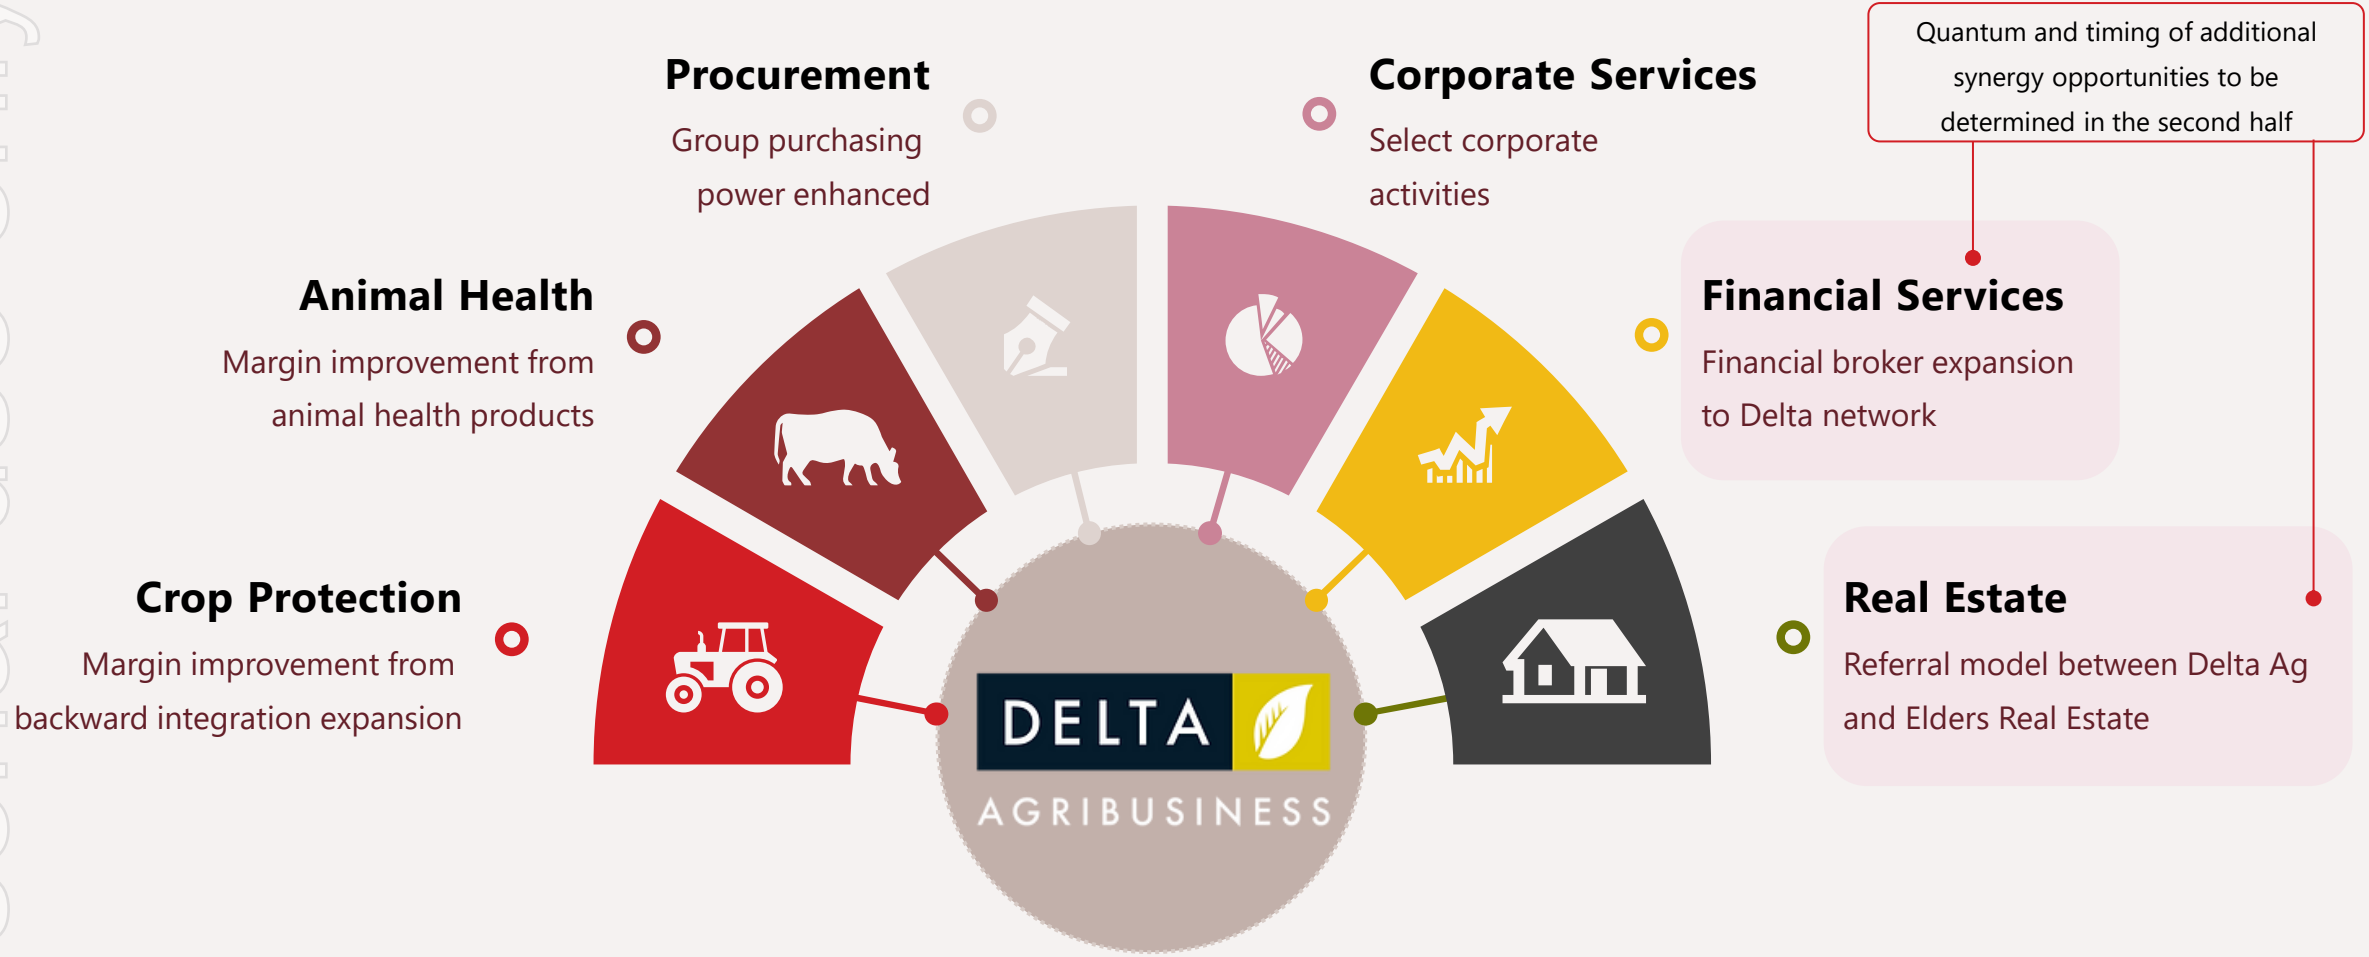 Quantum and timing of additional
synergy opportunities to be
determined in the second half
Procurement
Group purchasing
power enhanced
Corporate Services
Select corporate
activities
Animal Health
Margin improvement from
animal health products
Financial Services
Financial broker expansion
to Delta network
Crop Protection
Margin improvement from
backward integration expansion
Real Estate
Referral model between Delta Ag
and Elders Real Estate
DELTA
AGRIBUSINESS